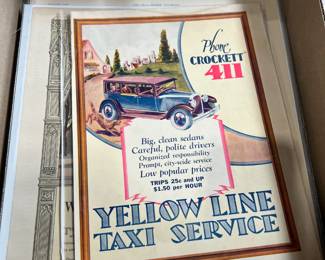 Phone
CROCKETT
411
Big, clean sedans
Careful, polite drivers
Organized responsibility
Prompt, city-wide service
Low popular prices
TRIPS 25¢ and UP
$1.50 per HOUR
YELLOW LINE
TAXI SERVICE